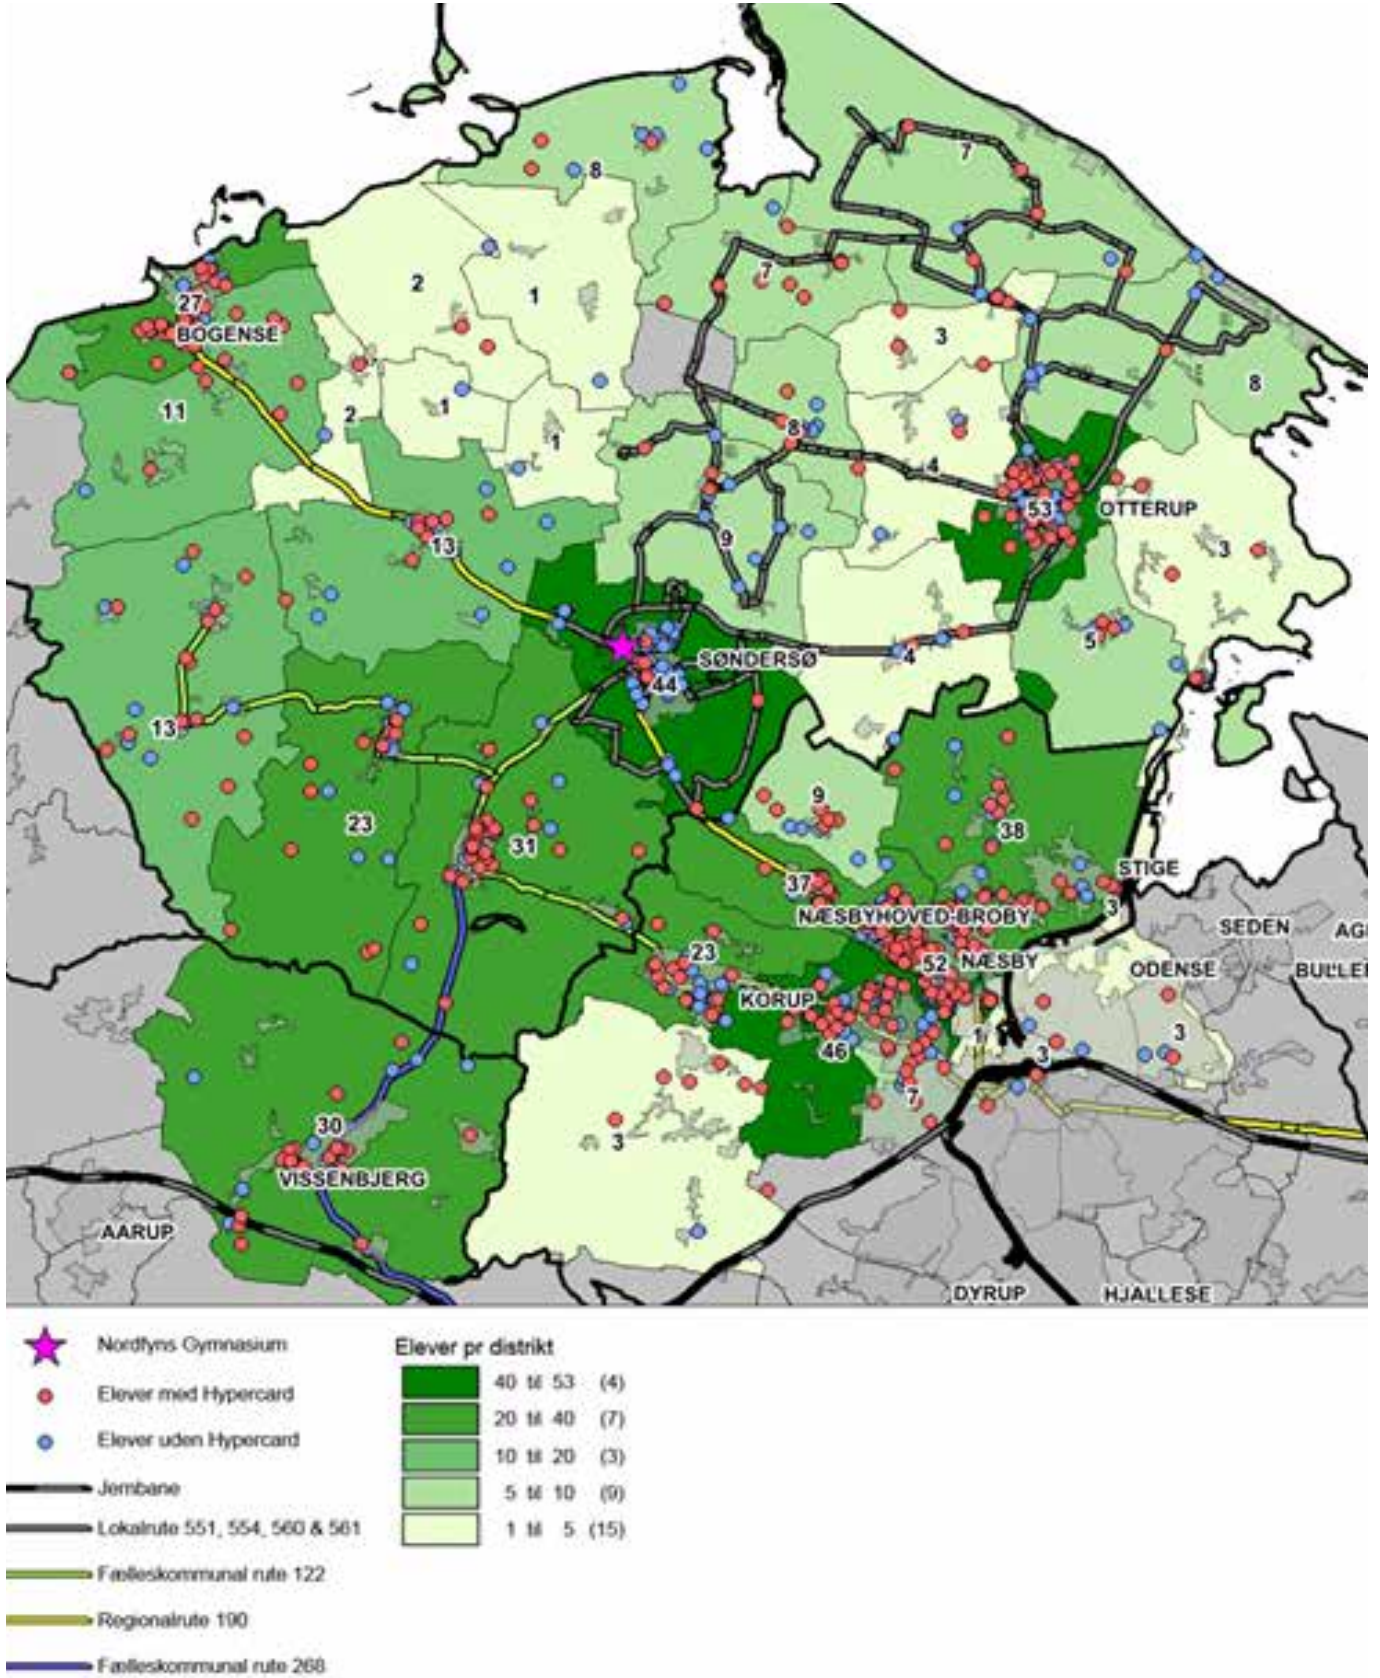 7
8
7
27
BOGENSE
2
1
3
8
11
2
1
1
8
4
53
OTTERUP
13
9
3
5
SØNDERSØ
4
44
13
9
38
23
31
STIGE
37
3
NÆSBYHOVED-BROBY
SEDEN
23
52
NÆSBY
ODENSE
KORUP
46
1
3
3
7
30
3
VISSENBJERG
AARUP
DYRUP
HJALLESE
Nordfyns Gymnasium
Elever med Hypercard
Elever uden Hypercard
Jernbane
Lokalrute 551, 554, 560 & 561
Fælleskommunal rute 122
Regionalrute 190
Fælleskommunal rute 268
Elever pr distrikt
40 til 53 (4)
20 til 40 (7)
10 til 20 (3)
5 til 10 (9)
1 til 5 (15)